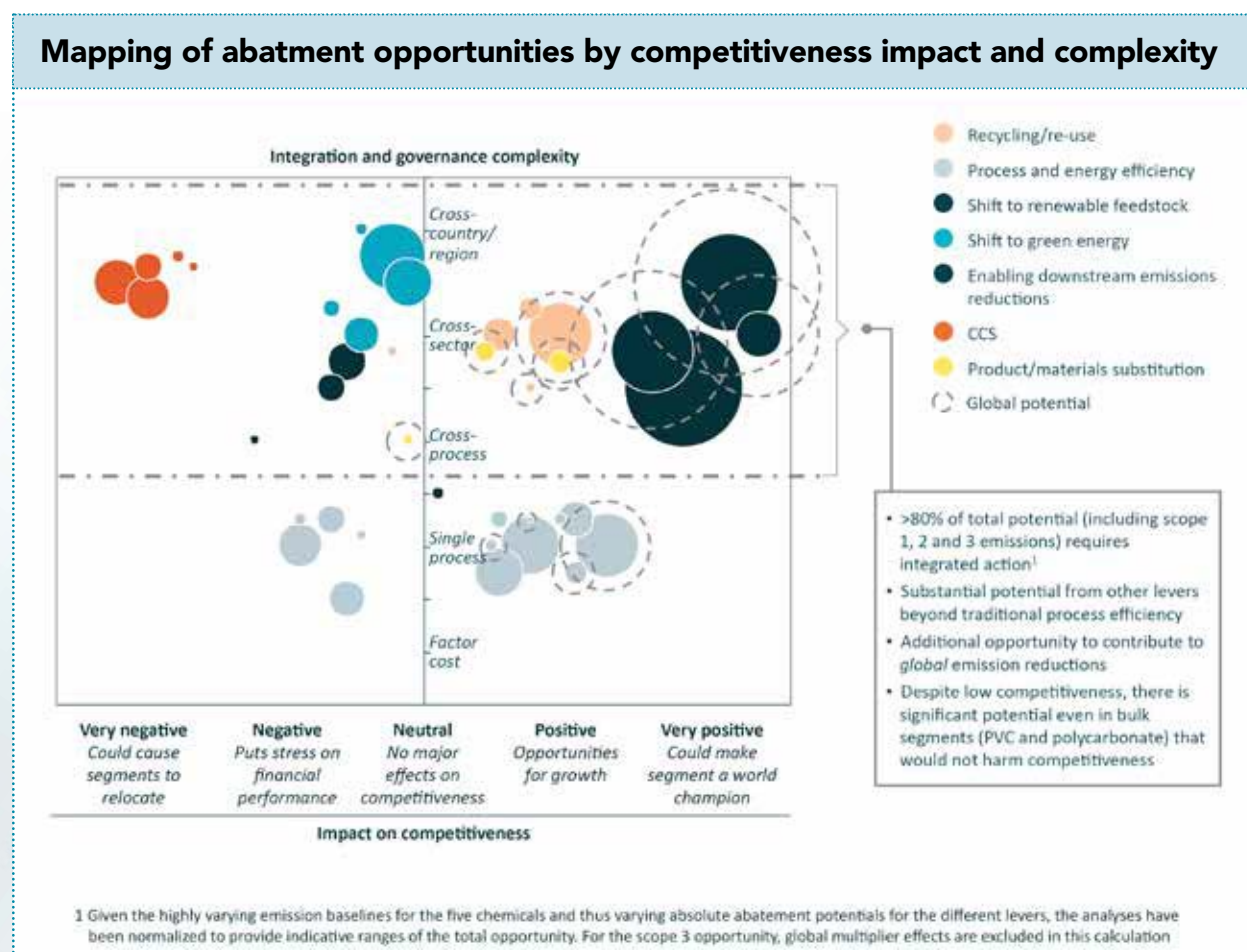 Mapping of abatment opportunities by competitiveness impact and complexity
Integration and governance complexity
Cross-
country/
region
Cross-
sector
Cross-
process
Single
process
Factor
cost
Recycling/re-use
Process and energy efficiency
Shift to renewable feedstock
Shift to green energy
Enabling downstream emissions
reductions
CCS
Product/materials substitution
Global potential
• >80% of total potential (including scope
1, 2 and 3 emissions) requires
integrated action¹
• Substantial potential from other levers
beyond traditional process efficiency
• Additional opportunity to contribute to
global emission reductions
• Despite low competitiveness, there is
significant potential even in bulk
segments (PVC and polycarbonate) that
would not harm competitiveness
Very negative
Could cause
segments to
relocate
Negative
Puts stress on
financial
performance
Neutral
No major
effects on
competitiveness
Positive
Opportunities
for growth
Very positive
Could make
segment a world
champion
Impact on competitiveness
1 Given the highly varying emission baselines for the five chemicals and thus varying absolute abatement potentials for the different levers, the analyses have
been normalized to provide indicative ranges of the total opportunity. For the scope 3 opportunity, global multiplier effects are excluded in this calculation